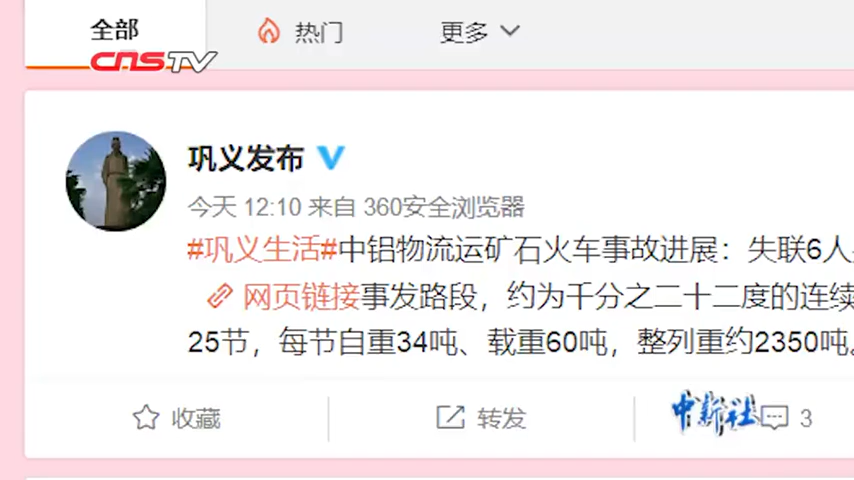 全部 热门 更多
CNSTV
巩义发布
今天 12:10 来自 360安全浏览器
#巩义生活#中铝物流运矿石火车事故进展：失联6人
网页链接事发路段，约为千分之二十二度的连续
25节，每节自重34吨、载重60吨，整列重约2350吨。
收藏 转发 中新社 3